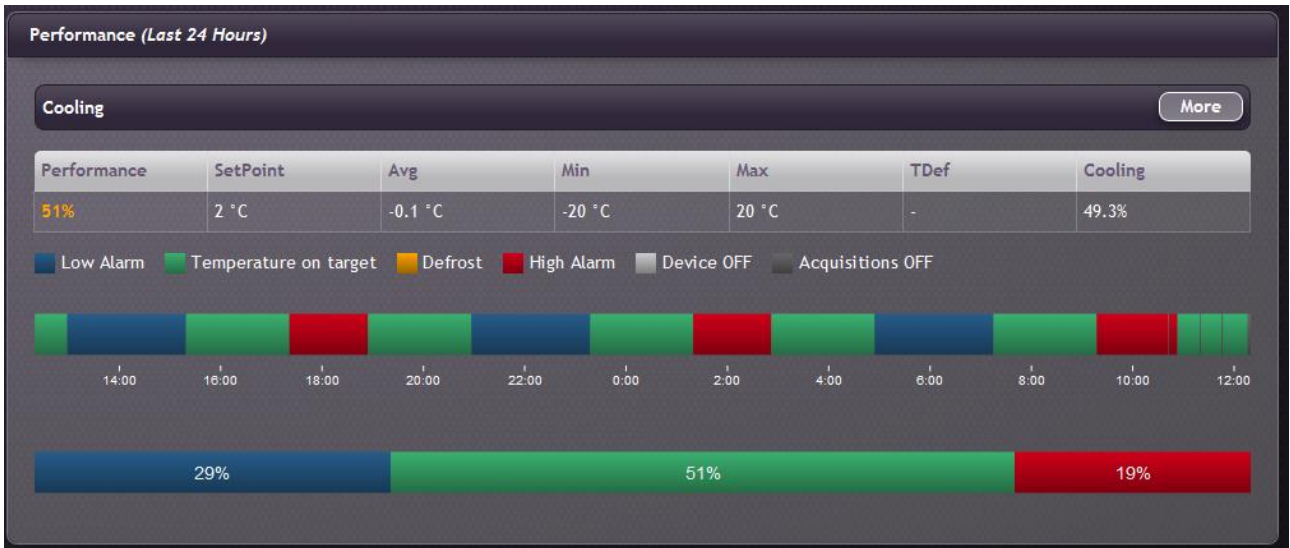 Performance (Last 24 Hours)
Cooling More
Performance SetPoint Avg Min Max TDef Cooling
51% 2 °C -0.1 °C -20 °C 20 °C - 49.3%
Low Alarm Temperature on target Defrost High Alarm Device OFF Acquisitions OFF
14:00 16:00 18:00 20:00 22:00 0:00 2:00 4:00 6:00 8:00 10:00 12:00
29% 51% 19%